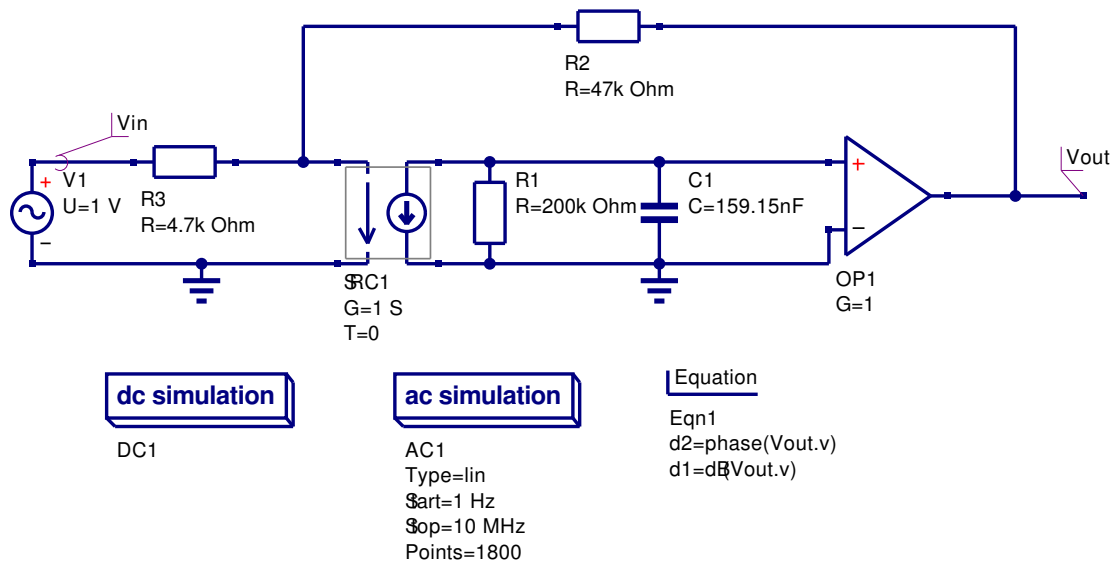 R2
R=47k Ohm
Vin
Vout
+
V1
U=1 V
−
R3
R=4.7k Ohm
R1
R=200k Ohm
C1
C=159.15nF
+
−
SRC1
G=1 S
T=0
OP1
G=1
dc simulation
DC1
ac simulation
AC1
Type=lin
Start=1 Hz
Stop=10 MHz
Points=1800
Equation
Eqn1
d2=phase(Vout.v)
d1=dB(Vout.v)